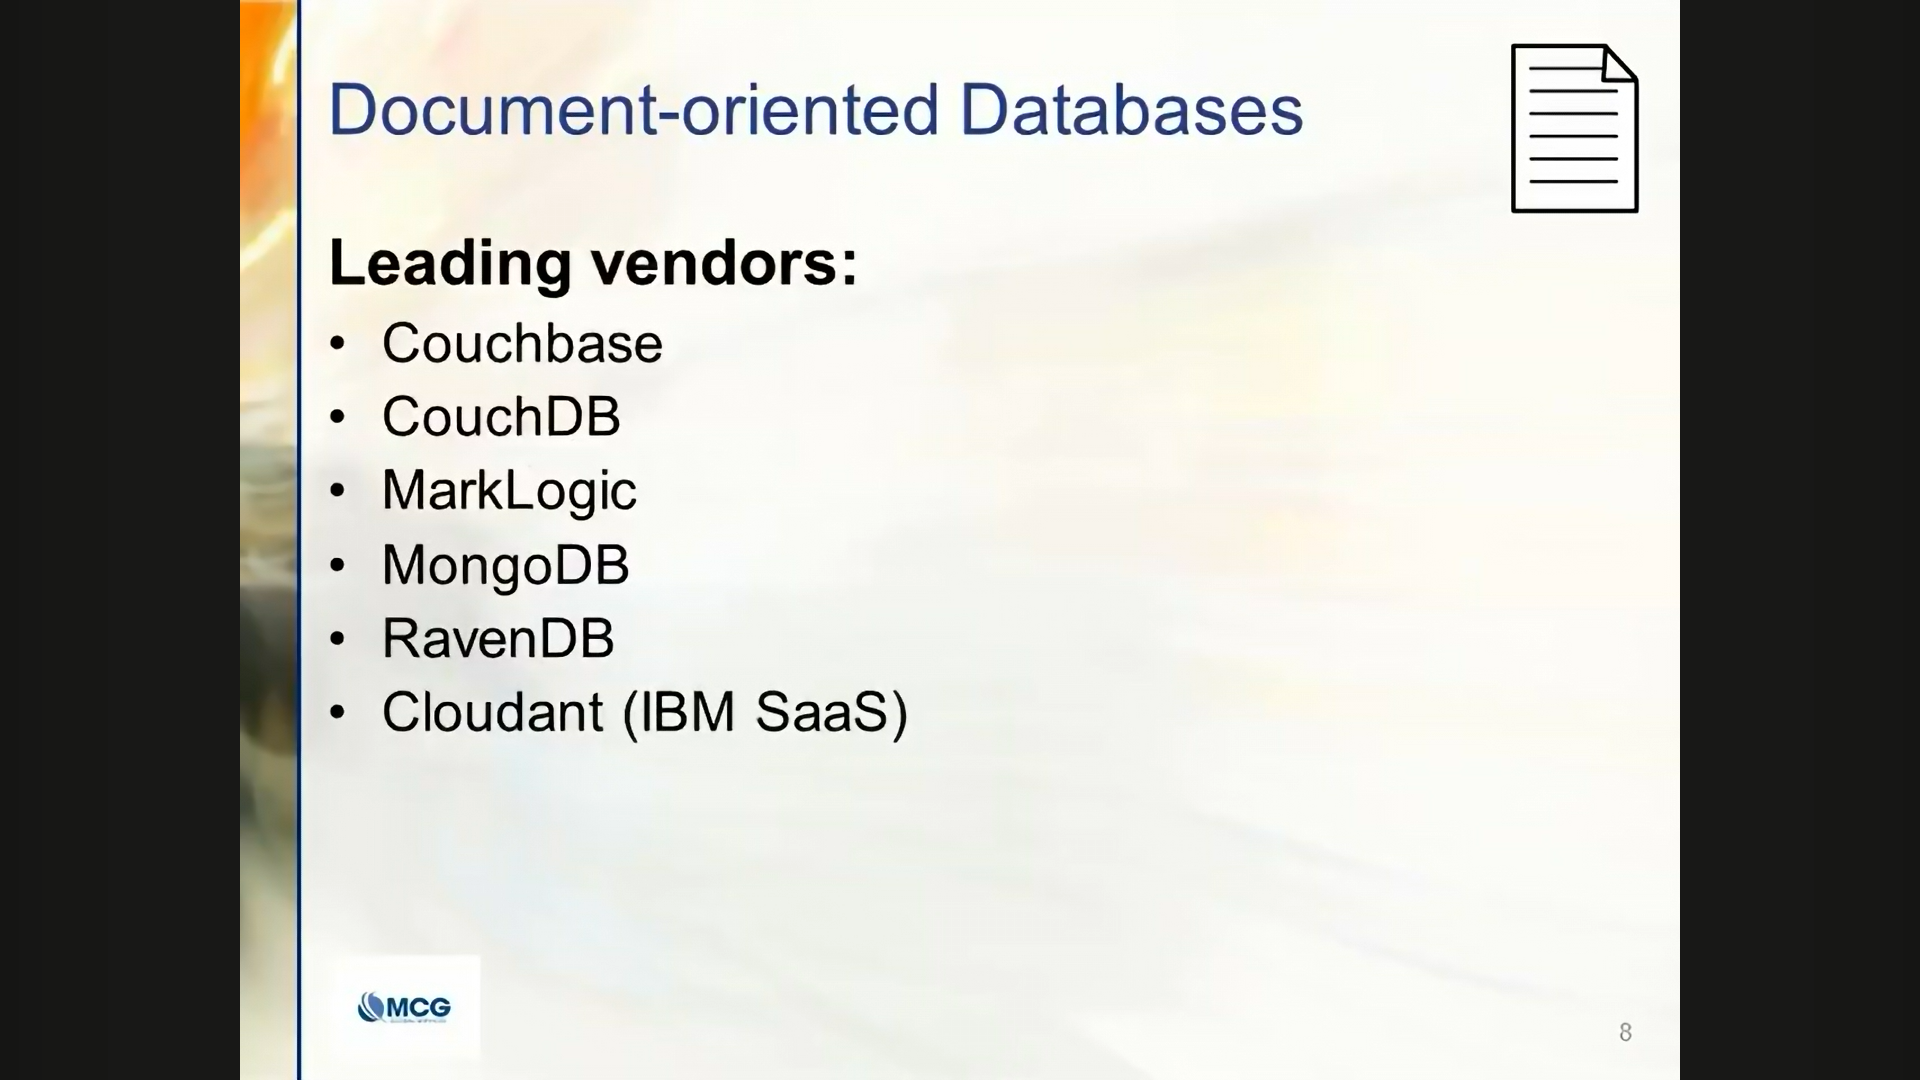 Document-oriented Databases
Leading vendors:
• Couchbase
• CouchDB
• MarkLogic
• MongoDB
• RavenDB
• Cloudant (IBM SaaS)
MCG
8